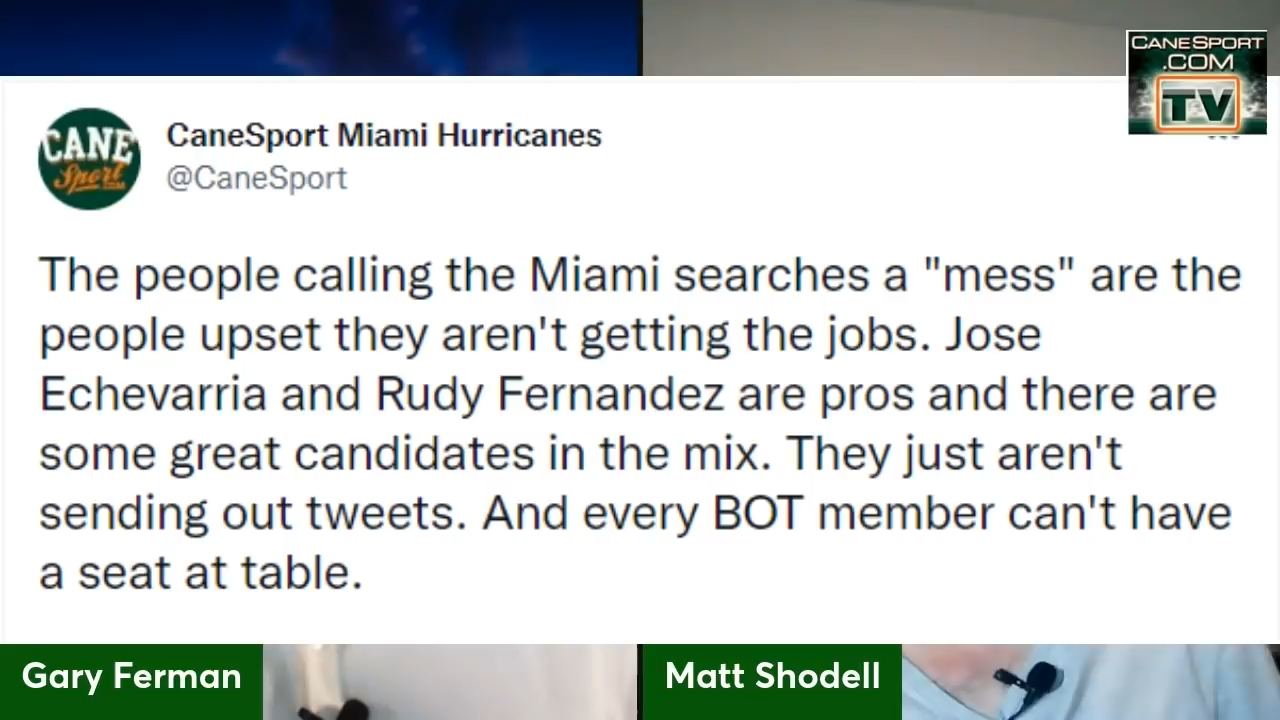 CANESPORT
.COM
TV
CANE
Sport
CaneSport Miami Hurricanes
@CaneSport
The people calling the Miami searches a "mess" are the
people upset they aren't getting the jobs. Jose
Echevarria and Rudy Fernandez are pros and there are
some great candidates in the mix. They just aren't
sending out tweets. And every BOT member can't have
a seat at table.
Gary Ferman
Matt Shodell